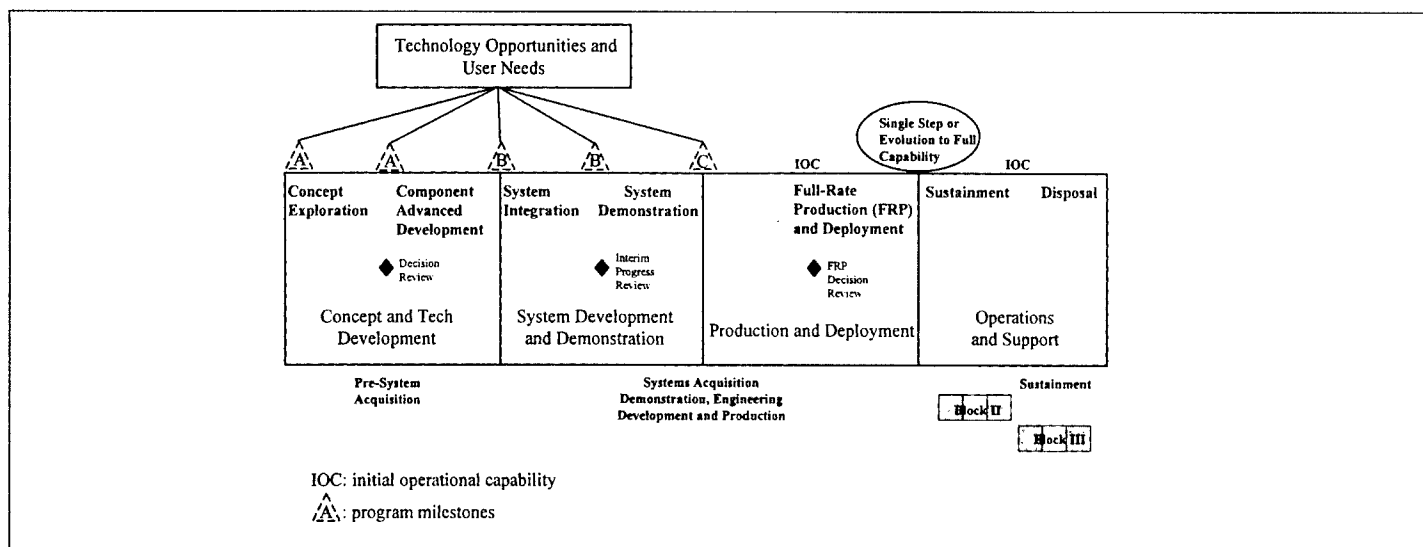 Technology Opportunities and
User Needs
Single Step or
Evolution to Full
Capability
A
A
B
B
C
IOC
IOC
Concept
Exploration
Component
Advanced
Development
System
Integration
System
Demonstration
Full-Rate
Production (FRP)
and Deployment
Sustainment
Disposal
Decision
Review
Interim
Progress
Review
FRP
Decision
Review
Concept and Tech
Development
System Development
and Demonstration
Production and Deployment
Operations
and Support
Pre-System
Acquisition
Systems Acquisition
Demonstration, Engineering
Development and Production
Sustainment
Block II
Block III
IOC: initial operational capability
A: program milestones